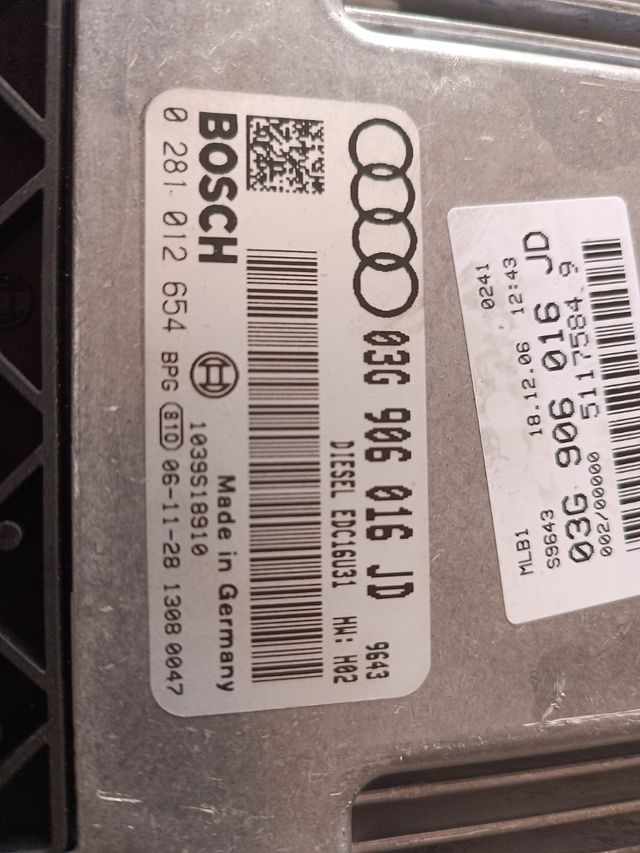 03G 906 016 JD
9643
DIESEL EDC16U31 HW: H02
Made in Germany
1039S18910
BOSCH
0 281 012 654 BPG 81D 06-11-28 1308 0047
0241
18.12.06 12:43
MLB1
S9643
03G 906 016 JD
002/00000 5117584 9